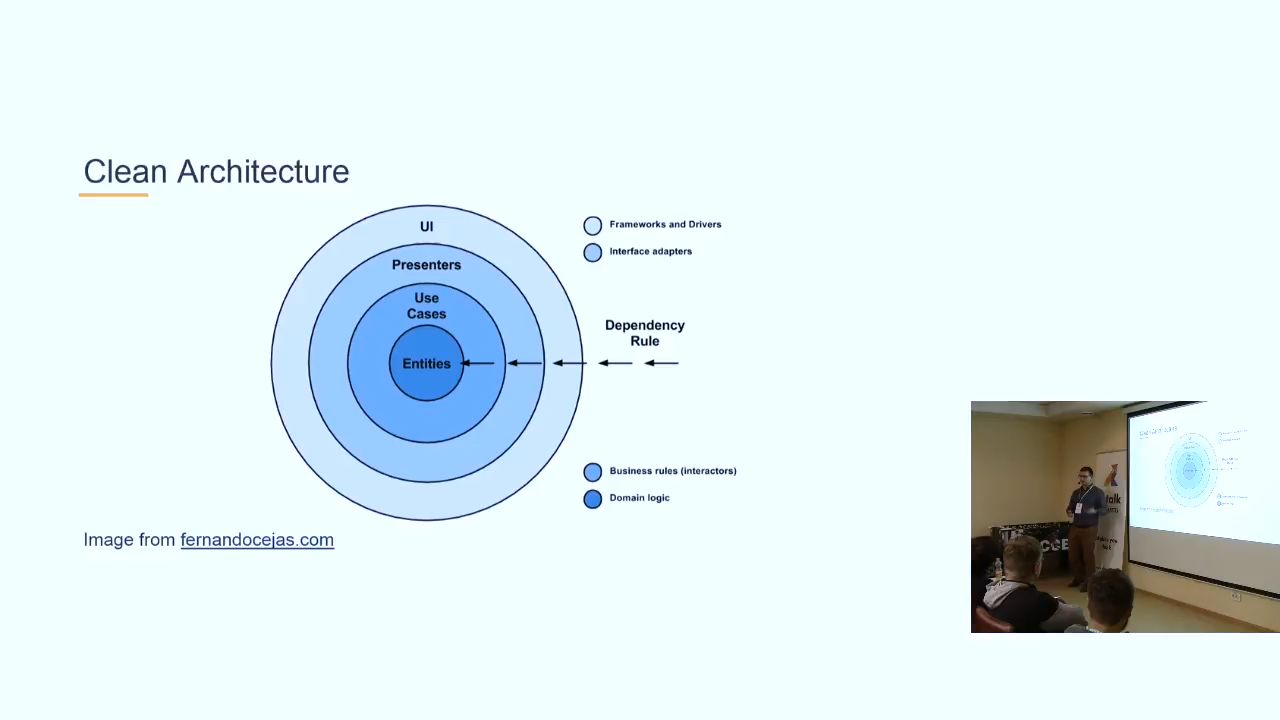 Clean Architecture
UI
Presenters
Use
Cases
Entities
Frameworks and Drivers
Interface adapters
Dependency
Rule
Business rules (interactors)
Domain logic
Image from fernandocejas.com
talk